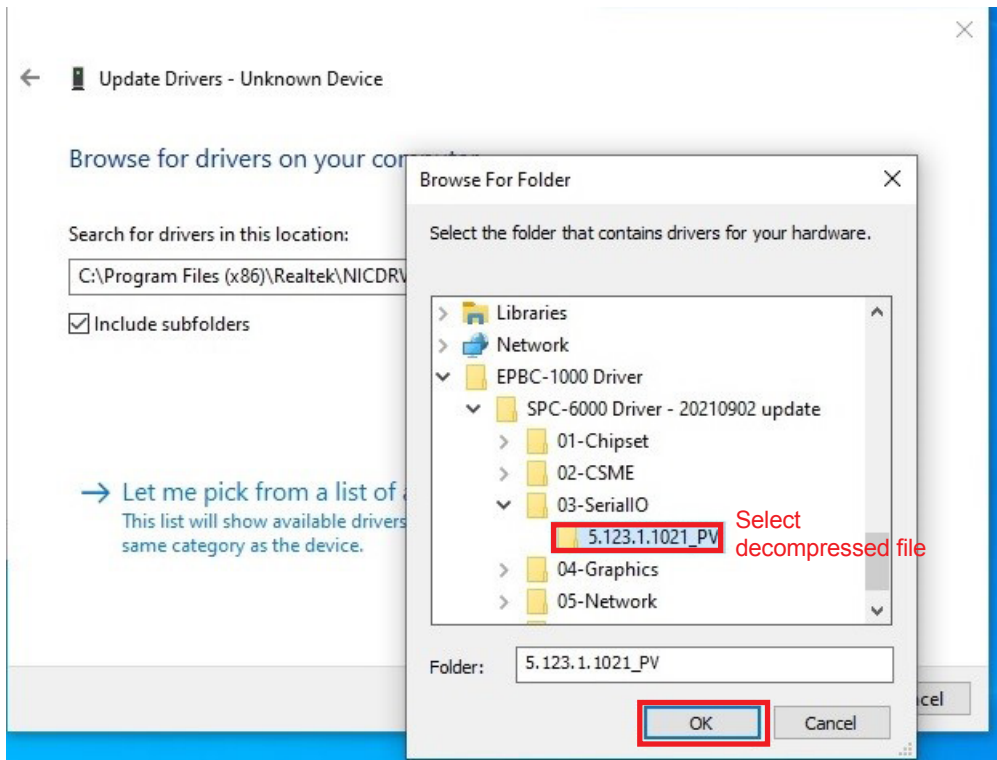 Update Drivers - Unknown Device
Browse for drivers on your
Search for drivers in this location:
C:\Program Files (x86)\Realtek\NICDRV
Include subfolders
Let me pick from a list of
This list will show available drivers
same category as the device.
Browse For Folder
Select the folder that contains drivers for your hardware.
Libraries
Network
EPBC-1000 Driver
SPC-6000 Driver - 20210902 update
01-Chipset
02-CSME
03-SerialIO
5.123.1.1021_PV
Select
decompressed file
04-Graphics
05-Network
Folder: 5.123.1.1021_PV
OK Cancel